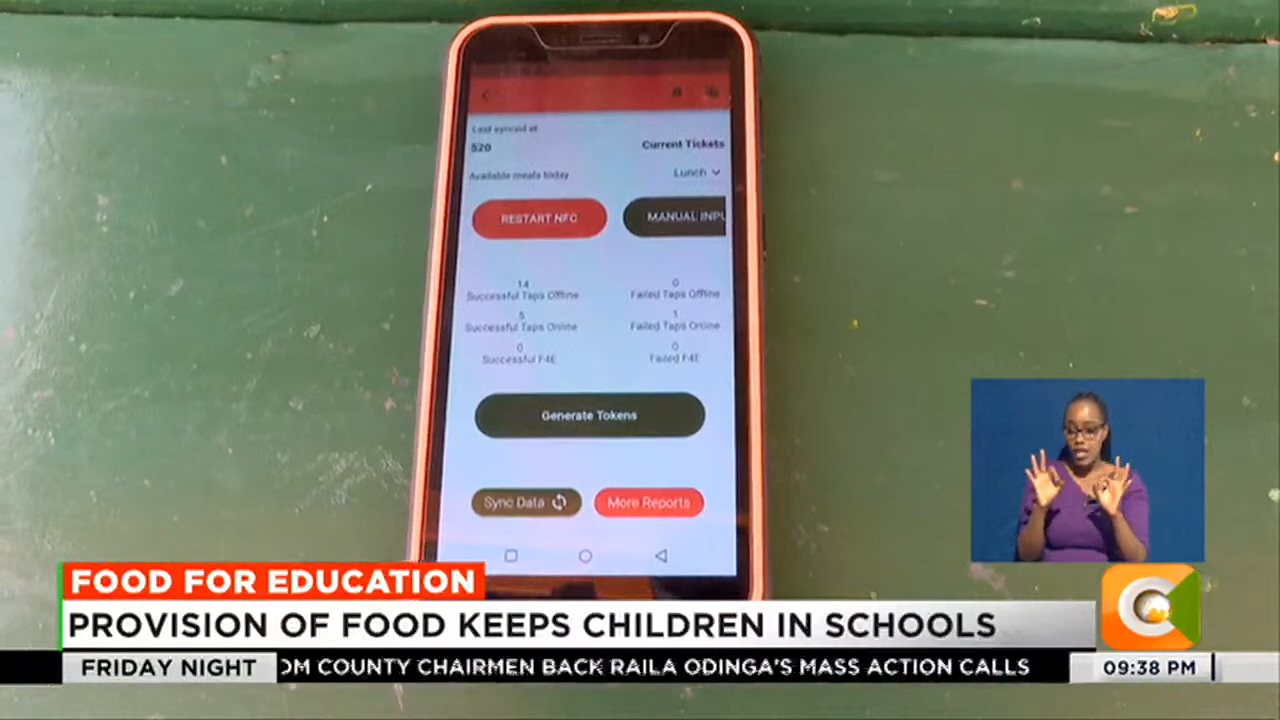 Last synced at
520
Current Tickets
Available meals today
Lunch
RESTART NFC
MANUAL INPU
14
Successful Taps Offline
0
Failed Taps Offline
5
Successful Taps Online
1
Failed Taps Online
0
Successful F4E
0
Failed F4E
Generate Tokens
Sync Data
More Reports
FOOD FOR EDUCATION
PROVISION OF FOOD KEEPS CHILDREN IN SCHOOLS
FRIDAY NIGHT
OM COUNTY CHAIRMEN BACK RAILA ODINGA'S MASS ACTION CALLS
09:38 PM